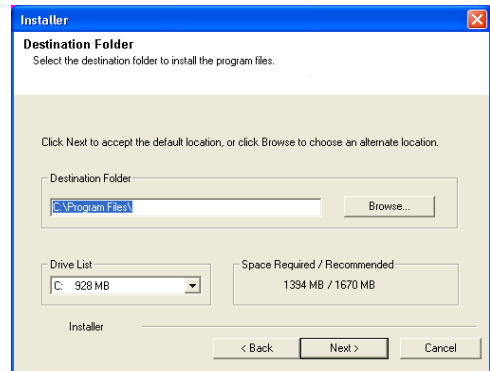 Installer
Destination Folder
Select the destination folder to install the program files.
Click Next to accept the default location, or click Browse to choose an alternate location.
Destination Folder
C:\Program Files\
Browse...
Drive List
C: 928 MB
Space Required / Recommended
1394 MB / 1670 MB
Installer
< Back
Next >
Cancel